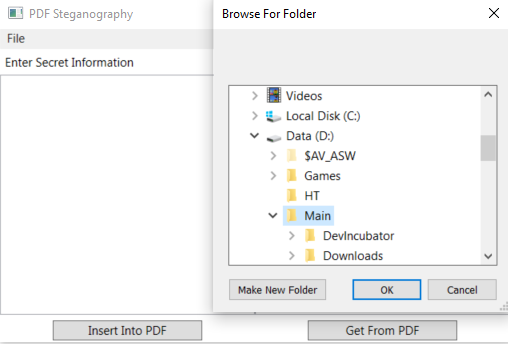 PDF Steganography
File
Enter Secret Information
Insert Into PDF
Get From PDF
Browse For Folder
Videos
Local Disk (C:)
Data (D:)
$AV_ASW
Games
HT
Main
DevIncubator
Downloads
Make New Folder
OK
Cancel